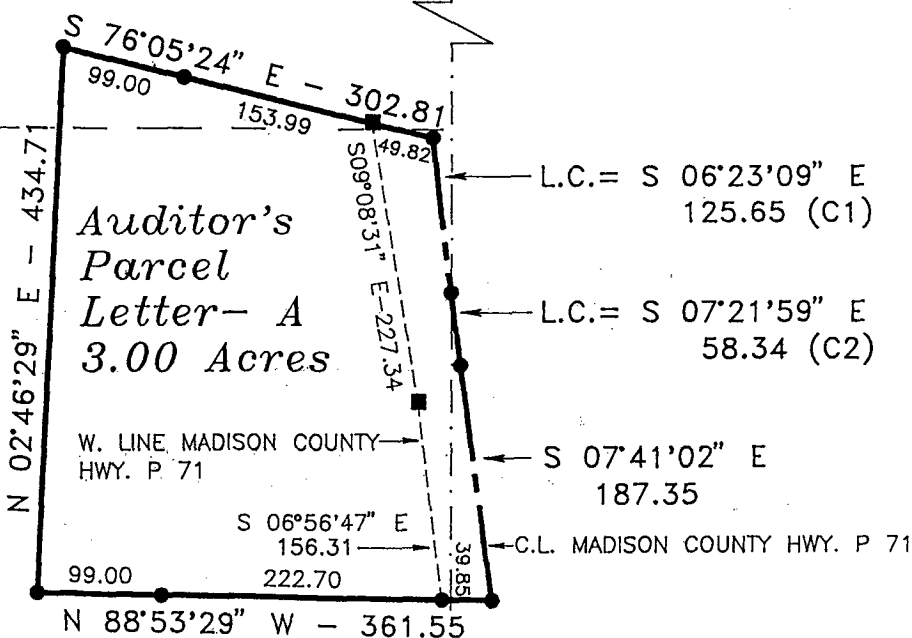 S 76°05'24" E - 302.81
99.00
153.99
49.82
L.C.= S 06°23'09" E
125.65 (C1)
S09°08'31" E-227.34
N 02°46'29" E - 434.71
Auditor's
Parcel
Letter- A
3.00 Acres
L.C.= S 07°21'59" E
58.34 (C2)
W. LINE MADISON COUNTY
HWY. P 71
S 07°41'02" E
187.35
S 06°56'47" E
156.31
C.L. MADISON COUNTY HWY. P 71
99.00
222.70
39.85
N 88°53'29" W - 361.55